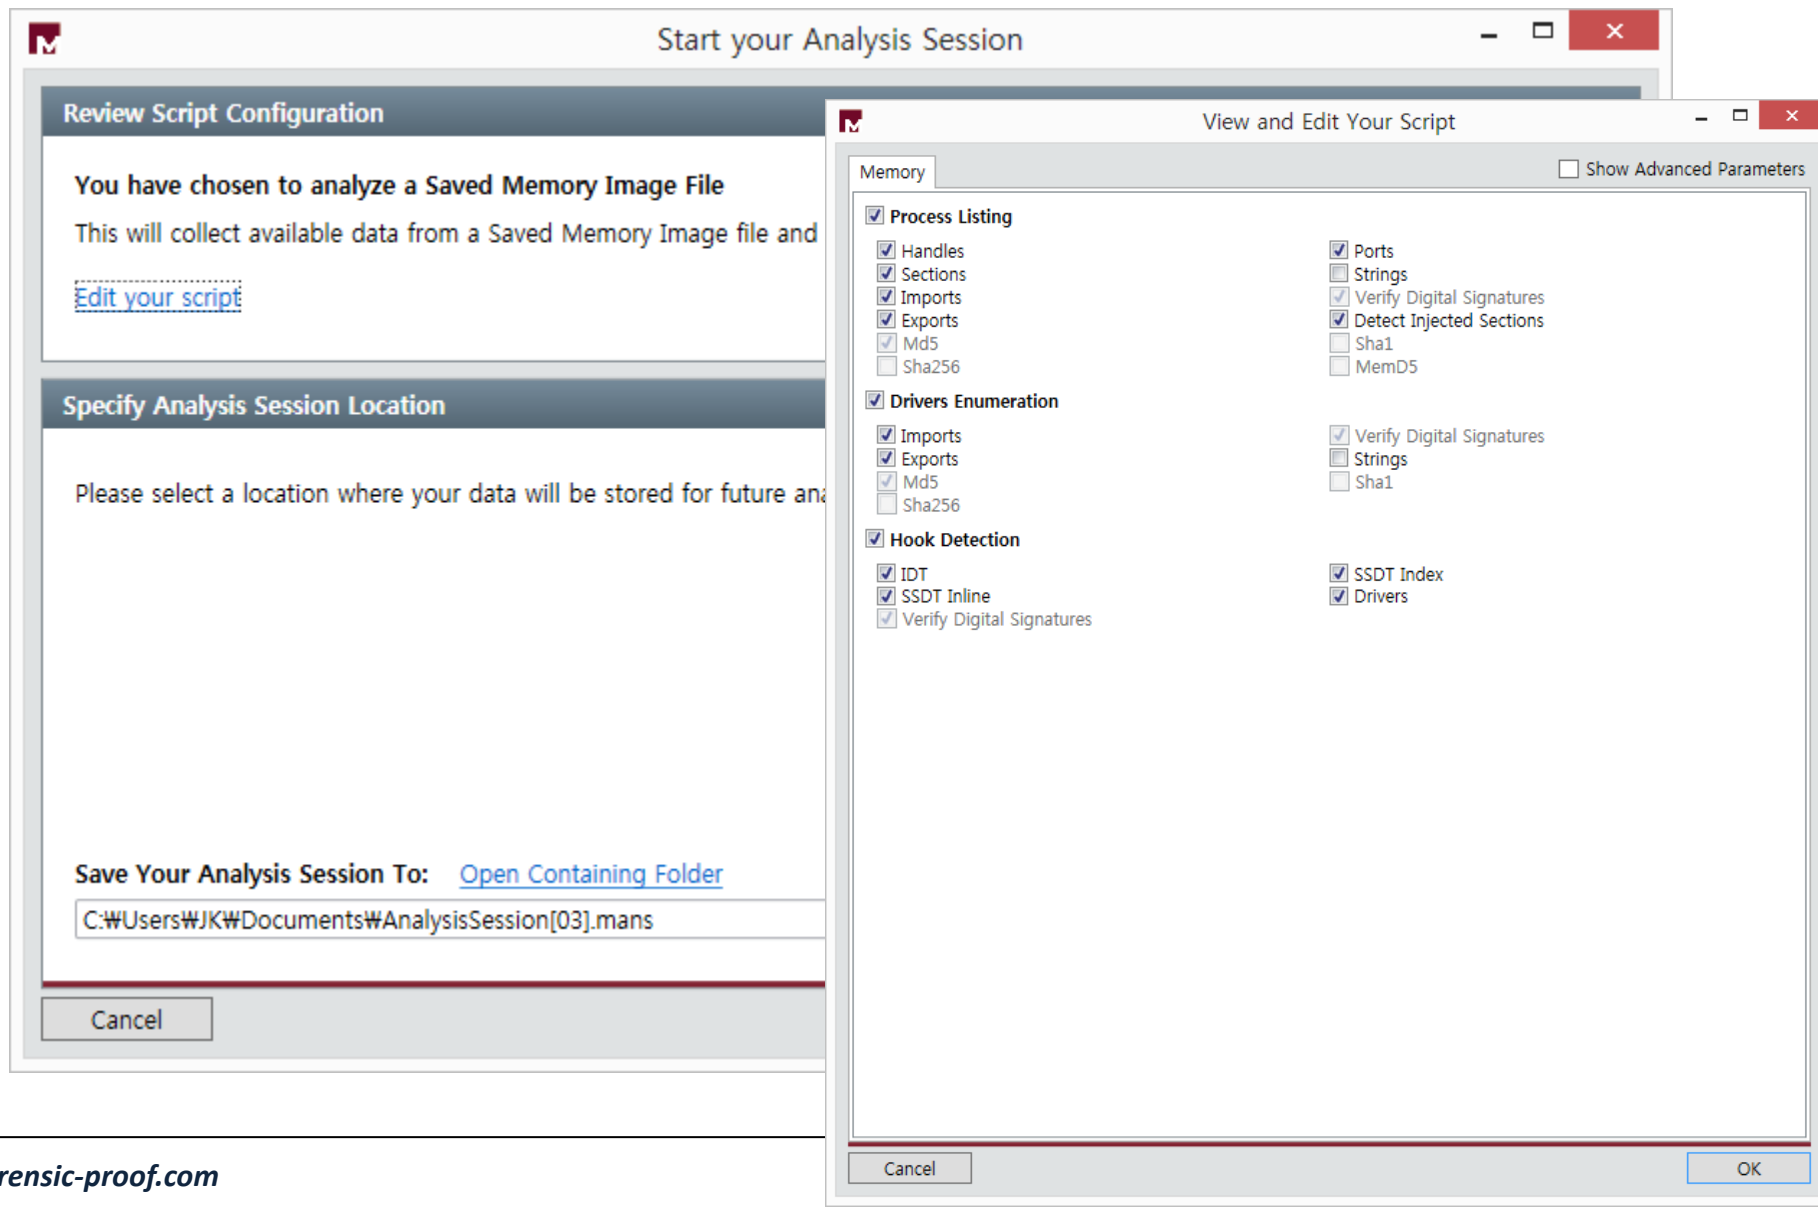 Start your Analysis Session
Review Script Configuration
You have chosen to analyze a Saved Memory Image File
This will collect available data from a Saved Memory Image file and
Edit your script
Specify Analysis Session Location
Please select a location where your data will be stored for future
Save Your Analysis Session To: Open Containing Folder
C:₩Users₩JK₩Documents₩AnalysisSession[03].mans
Cancel
View and Edit Your Script
Memory
Show Advanced Parameters
Process Listing
Handles
Ports
Sections
Strings
Imports
Verify Digital Signatures
Exports
Detect Injected Sections
Md5
Sha1
Sha256
MemD5
Drivers Enumeration
Imports
Verify Digital Signatures
Exports
Strings
Md5
Sha1
Sha256
Hook Detection
IDT
SSDT Index
SSDT Inline
Drivers
Verify Digital Signatures
Cancel
OK
rensic-proof.com